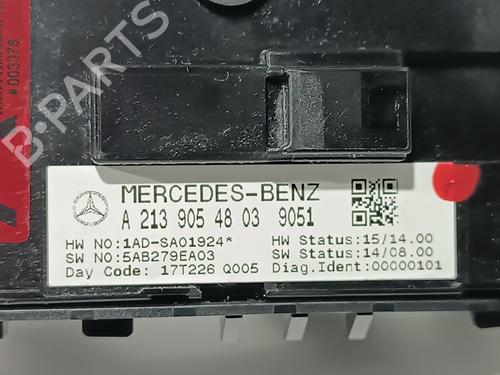 *003376
MERCEDES-BENZ
A 213 905 48 03 9051
HW NO:1AD-SA01924* HW Status:15/14.00
SW NO:5AB279EA03 SW Status:14/08.00
Day Code: 17T226 Q005 Diag.Ident:00000101
B-PARTS